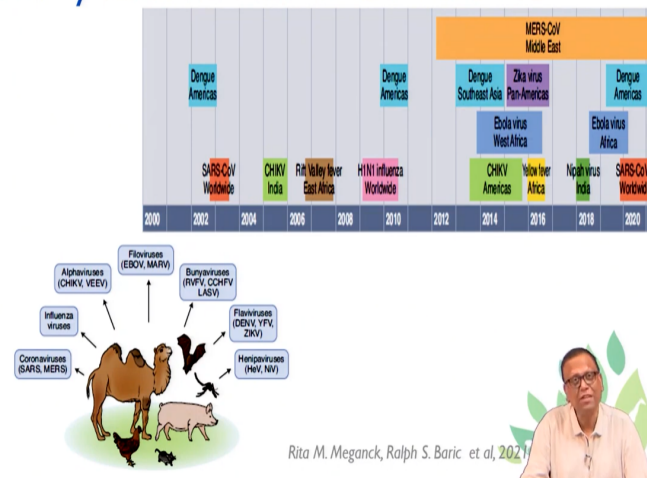 MERS-CoV
Middle East
Dengue
Americas
Dengue
Americas
Dengue
Southeast Asia
Zika virus
Pan-Americas
Dengue
Americas
Ebola virus
West Africa
Ebola virus
Africa
SARS-CoV
Worldwide
CHIKV
India
Rift Valley fever
East Africa
H1N1 influenza
Worldwide
CHIKV
Americas
Yellow fever
Africa
Nipah virus
India
2000 2002 2004 2006 2008 2010 2012 2014 2016 2018 2020
Filoviruses
(EBOV, MARV)
Alphaviruses
(CHIKV, VEEV)
Bunyaviruses
(RVFV, CCHFV
LASV)
Influenza
viruses
Flaviviruses
(DENV, YFV,
ZIKV)
Coronaviruses
(SARS, MERS)
Henipaviruses
(HeV, NiV)
Rita M. Meganck, Ralph S. Baric et al, 2021